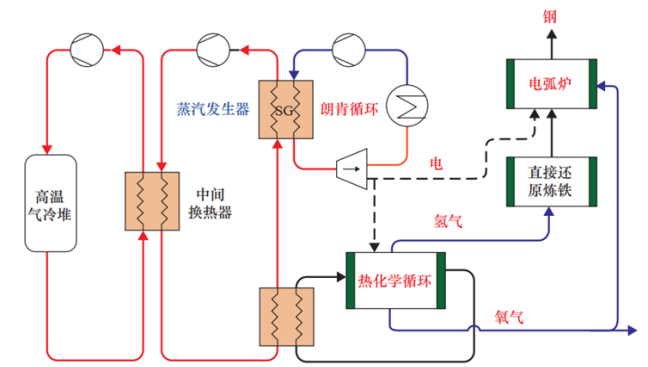 钢
电弧炉
蒸汽发生器
SG
朗肯循环
电
直接还
原炼铁
高温
气冷堆
中间
换热器
氢气
热化学循环
氧气